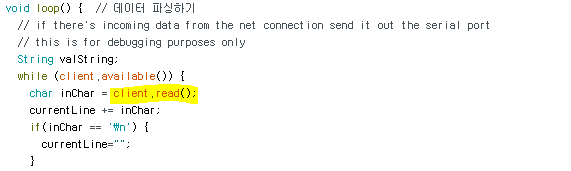 void loop() {  // 데이터 파싱하기
  // if there's incoming data from the net connection send it out the serial port
  // this is for debugging purposes only
  String valString;
  while (client.available()) {
    char inChar = client.read();
    currentLine += inChar;
    if(inChar == '₩n') {
      currentLine="";
    }